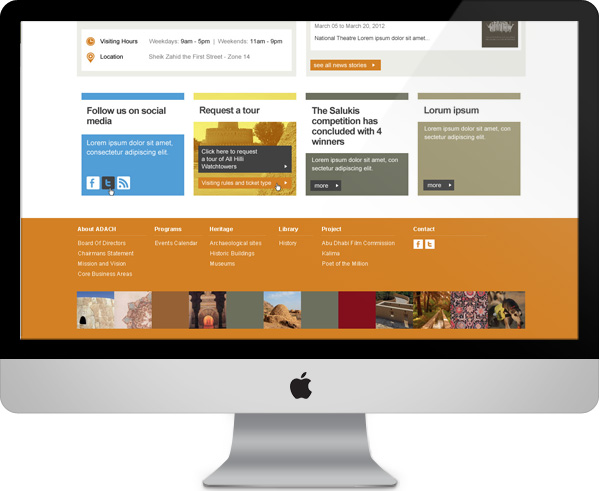 Visiting Hours Weekdays: 9am - 5pm | Weekends: 11am - 9pm
Location Sheik Zahid the First Street - Zone 14
March 05 to March 20, 2012
National Theatre Lorem ipsum dolor sit amet...
see all news stories
Follow us on social
media
Lorem ipsum dolor sit amet,
consectetur adipiscing elit.
Request a tour
Click here to request
a tour of All Hilli
Watchtowers
Visiting rules and ticket type
The Salukis
competition has
concluded with 4
winners
Lorem ipsum dolor sit amet,
consectetur adipiscing elit.
more
Lorum ipsum
Lorem ipsum dolor sit amet, con
sectetur adipiscing elit.
more
About ADACH
Board Of Directors
Chairmans Statement
Mission and Vision
Core Business Areas
Programs
Events Calendar
Heritage
Archaeological sites
Historic Buildings
Museums
Library
History
Project
Abu Dhabi Film Commission
Kalima
Poet of the Million
Contact